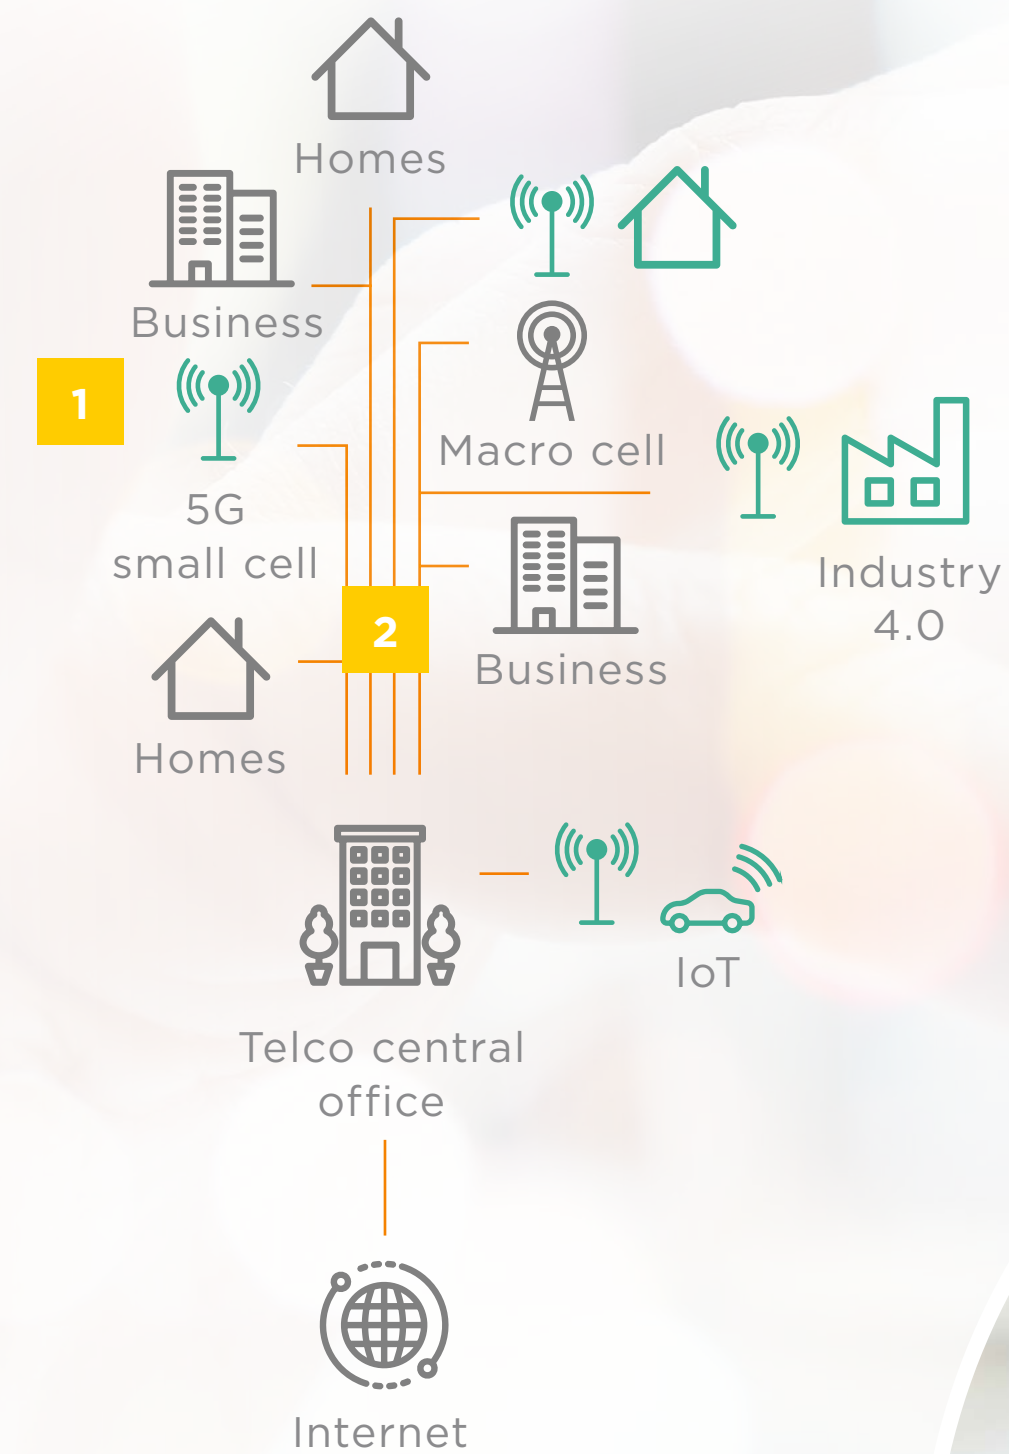 Homes
Business
1
5G
small cell
Macro cell
Industry
4.0
2
Business
Homes
IoT
Telco central
office
Internet